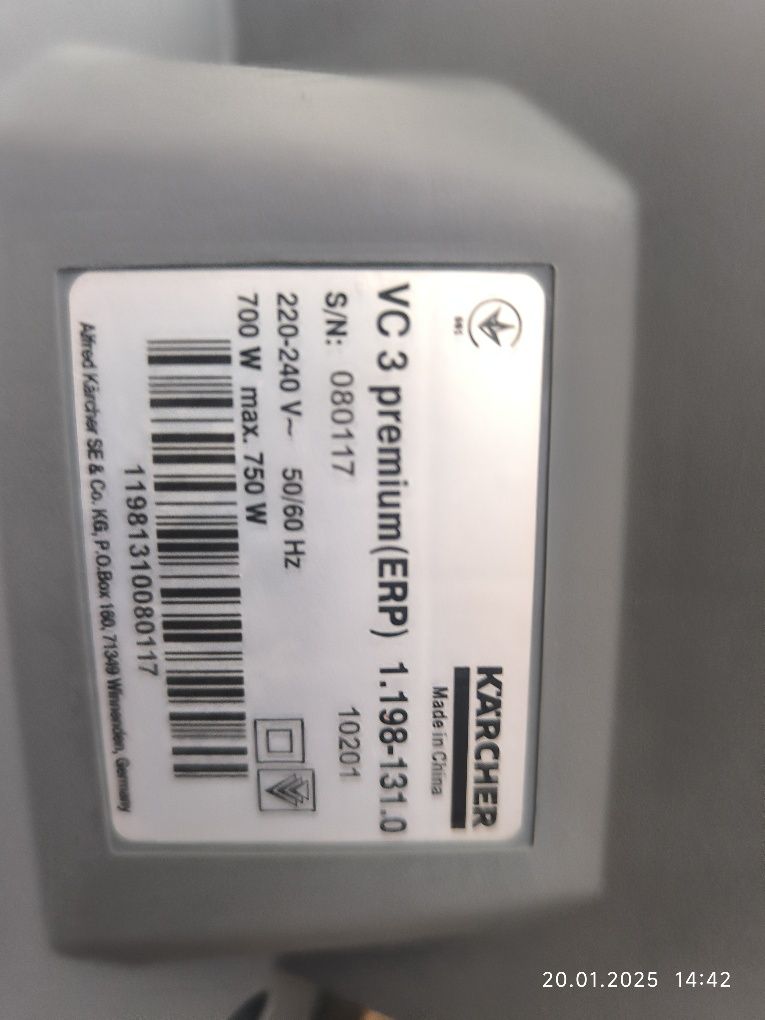 KÄRCHER
Made in China
VC 3 premium(ERP) 1.198-131.0
S/N: 080117 10201
220-240 V~ 50/60 Hz
700 W max. 750 W
11981310080117
Alfred Kärcher SE & Co. KG, P.O.Box 160, 71349 Winnenden, Germany
20.01.2025 14:42